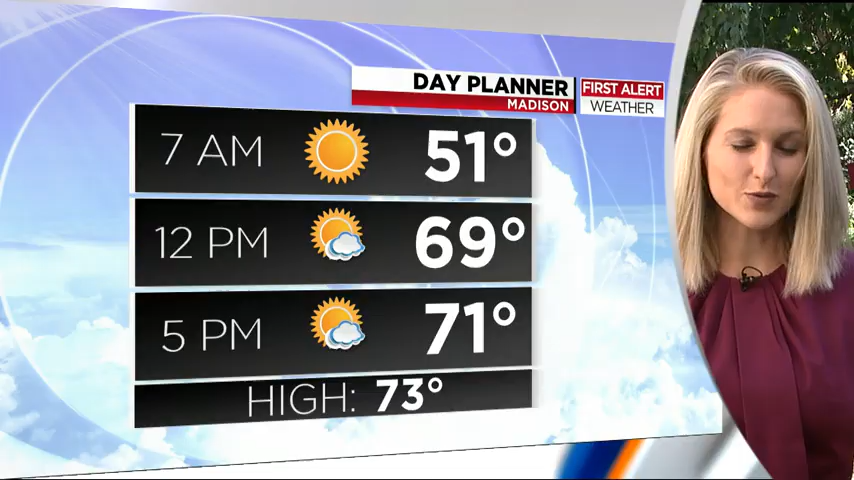 DAY PLANNER
MADISON
FIRST ALERT
WEATHER
7 AM 51°
12 PM 69°
5 PM 71°
HIGH: 73°